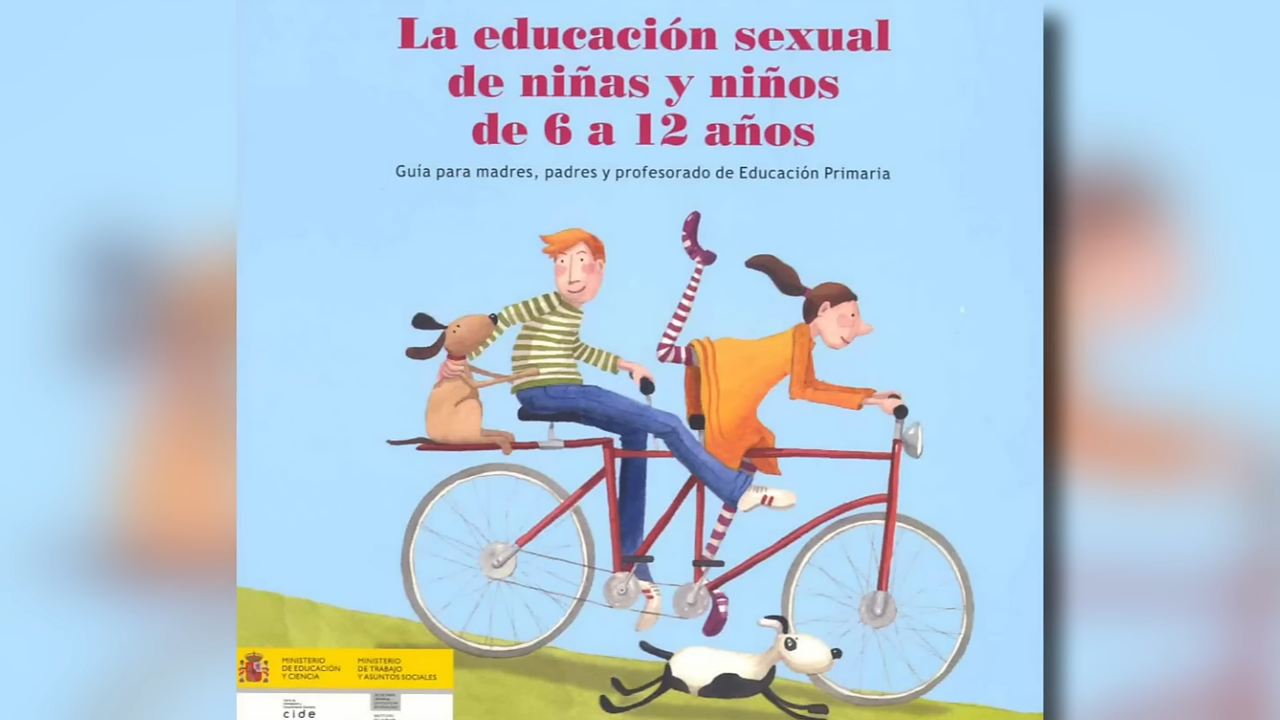 La educación sexual
de niñas y niños
de 6 a 12 años
Guía para madres, padres y profesorado de Educación Primaria
MINISTERIO
DE EDUCACIÓN
Y CIENCIA
MINISTERIO
DE TRABAJO
Y ASUNTOS SOCIALES
cide